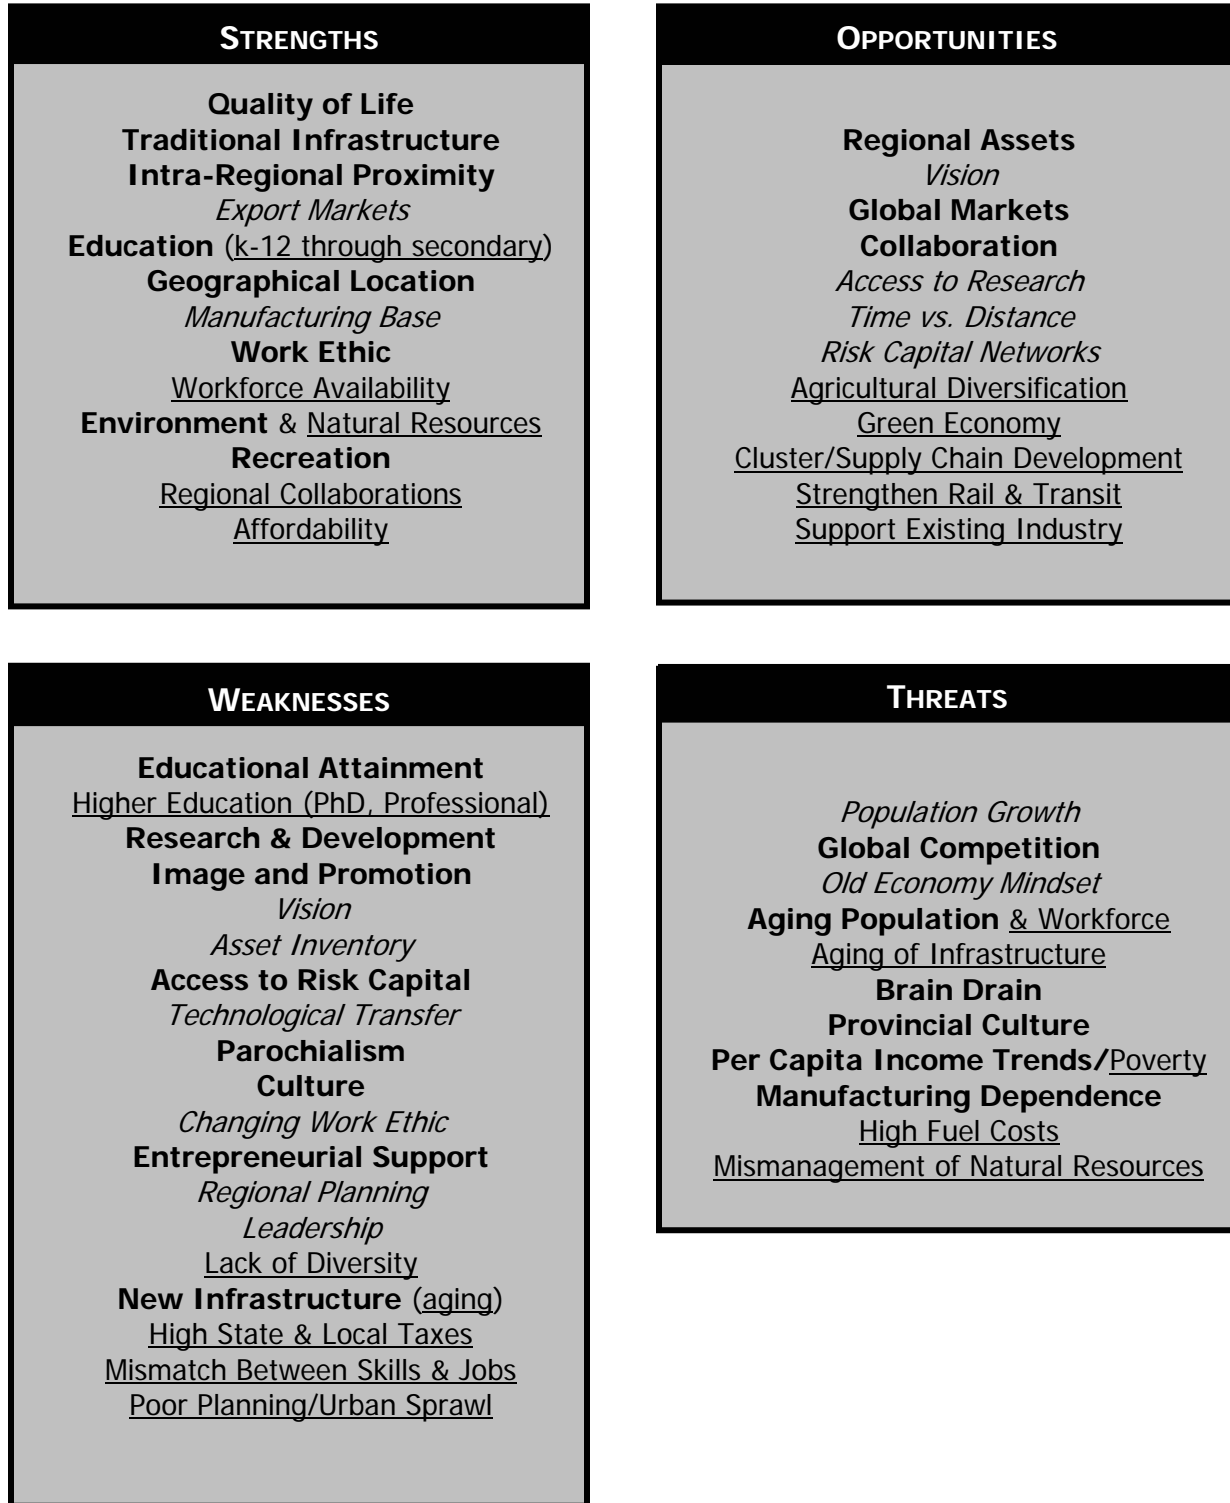 STRENGTHS
Quality of Life
Traditional Infrastructure
Intra-Regional Proximity
Export Markets
Education (k-12 through secondary)
Geographical Location
Manufacturing Base
Work Ethic
Workforce Availability
Environment & Natural Resources
Recreation
Regional Collaborations
Affordability
OPPORTUNITIES
Regional Assets
Vision
Global Markets
Collaboration
Access to Research
Time vs. Distance
Risk Capital Networks
Agricultural Diversification
Green Economy
Cluster/Supply Chain Development
Strengthen Rail & Transit
Support Existing Industry
WEAKNESSES
Educational Attainment
Higher Education (PhD, Professional)
Research & Development
Image and Promotion
Vision
Asset Inventory
Access to Risk Capital
Technological Transfer
Parochialism
Culture
Changing Work Ethic
Entrepreneurial Support
Regional Planning
Leadership
Lack of Diversity
New Infrastructure (aging)
High State & Local Taxes
Mismatch Between Skills & Jobs
Poor Planning/Urban Sprawl
THREATS
Population Growth
Global Competition
Old Economy Mindset
Aging Population & Workforce
Aging of Infrastructure
Brain Drain
Provincial Culture
Per Capita Income Trends/Poverty
Manufacturing Dependence
High Fuel Costs
Mismanagement of Natural Resources